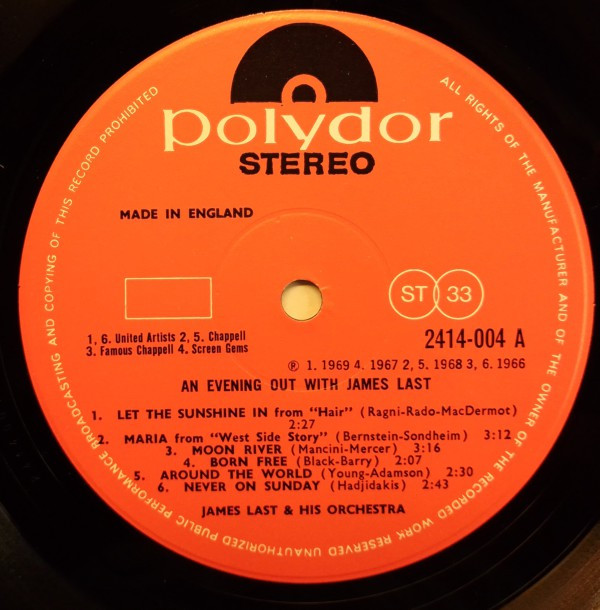 ALL RIGHTS OF THE MANUFACTURER AND OF THE OWNER OF THE RECORDED WORK RESERVED UNAUTHORIZED PUBLIC PERFORMANCE BROADCASTING AND COPYING OF THIS RECORD PROHIBITED
polydor
STEREO
MADE IN ENGLAND
ST 33
1, 6. United Artists 2, 5. Chappell
3. Famous Chappell 4. Screen Gems
2414-004 A
℗ 1. 1969 4. 1967 2, 5. 1968 3, 6. 1966
AN EVENING OUT WITH JAMES LAST
1. LET THE SUNSHINE IN from "Hair" (Ragni-Rado-MacDermot)
2:27
2. MARIA from "West Side Story" (Bernstein-Sondheim) 3:12
3. MOON RIVER (Mancini-Mercer) 3:16
4. BORN FREE (Black-Barry) 2:07
5. AROUND THE WORLD (Young-Adamson) 2:30
6. NEVER ON SUNDAY (Hadjidakis) 2:43
JAMES LAST & HIS ORCHESTRA